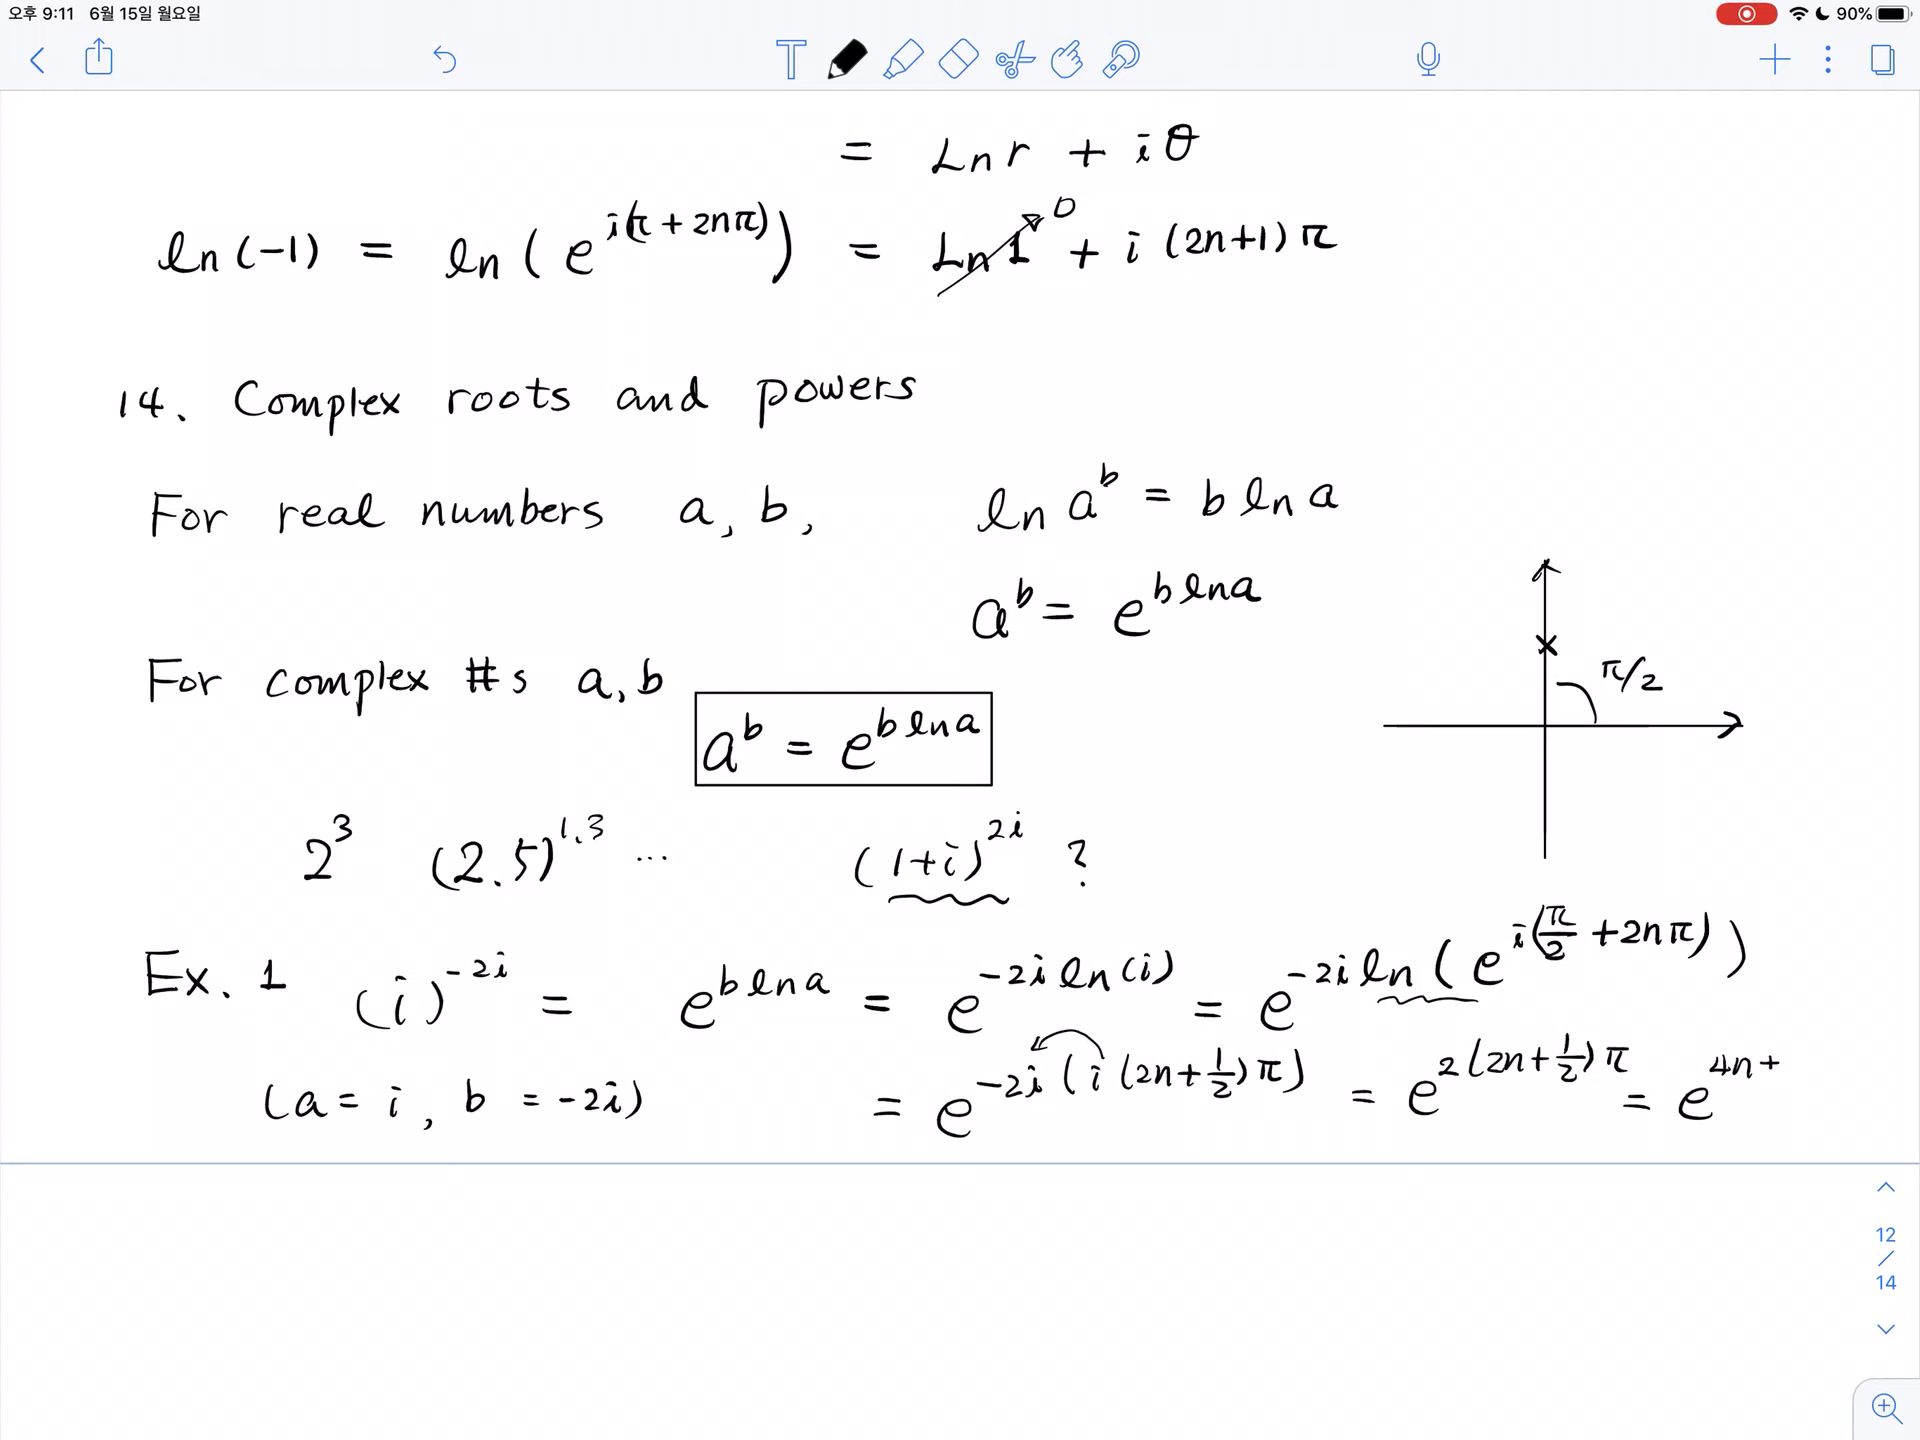 오후 9:11 6월 15일 월요일 90%
= Ln r + iθ
ln(-1) = ln(e^{i(π+2nπ)}) = Ln 1 ↗ 0 + i(2n+1)π
14. Complex roots and powers
For real numbers a, b, ln a^b = b ln a
a^b = e^{b ln a}
For complex #s a, b
π/2
a^b = e^{b ln a}
2^3 (2.5)^{1.3} ... (1+i)^{2i} ?
Ex. 1 (i)^{-2i} = e^{b ln a} = e^{-2i ln(i)} = e^{-2i ln(e^{i(π/2 + 2nπ)})}
(a = i, b = -2i) = e^{-2i(i(2n+1/2)π)} = e^{2(2n+1/2)π} = e^{4n+}
12
/
14